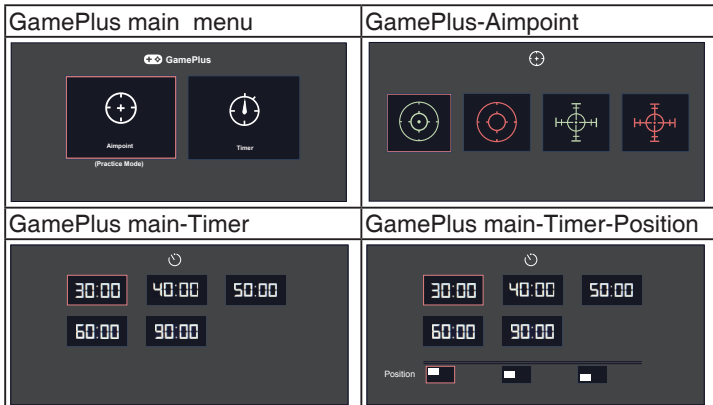 GamePlus main menu
GamePlus-Aimpoint
GamePlus
Aimpoint
Timer
(Practice Mode)
GamePlus main-Timer
GamePlus main-Timer-Position
30:00 40:00 50:00
60:00 90:00
30:00 40:00 50:00
60:00 90:00
Position